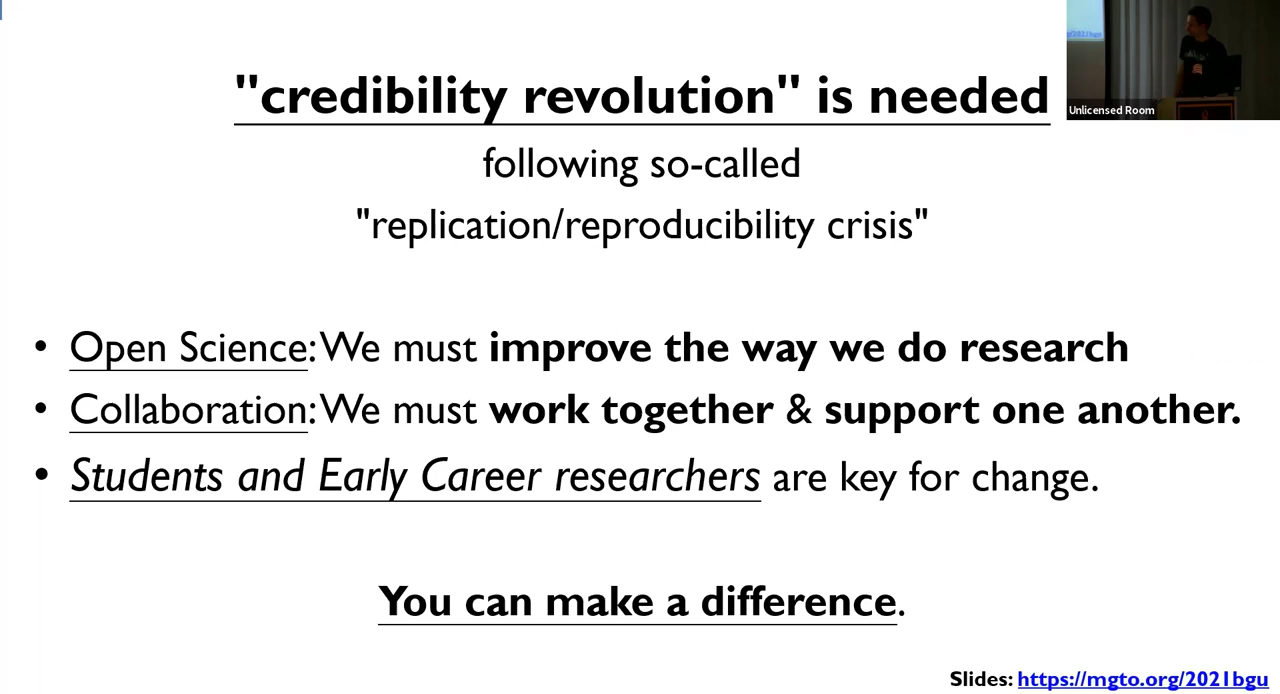 "credibility revolution" is needed
following so-called
"replication/reproducibility crisis"
• Open Science: We must improve the way we do research
• Collaboration: We must work together & support one another.
• Students and Early Career researchers are key for change.
You can make a difference.
Slides: https://mgto.org/2021bgu
Unlicensed Room